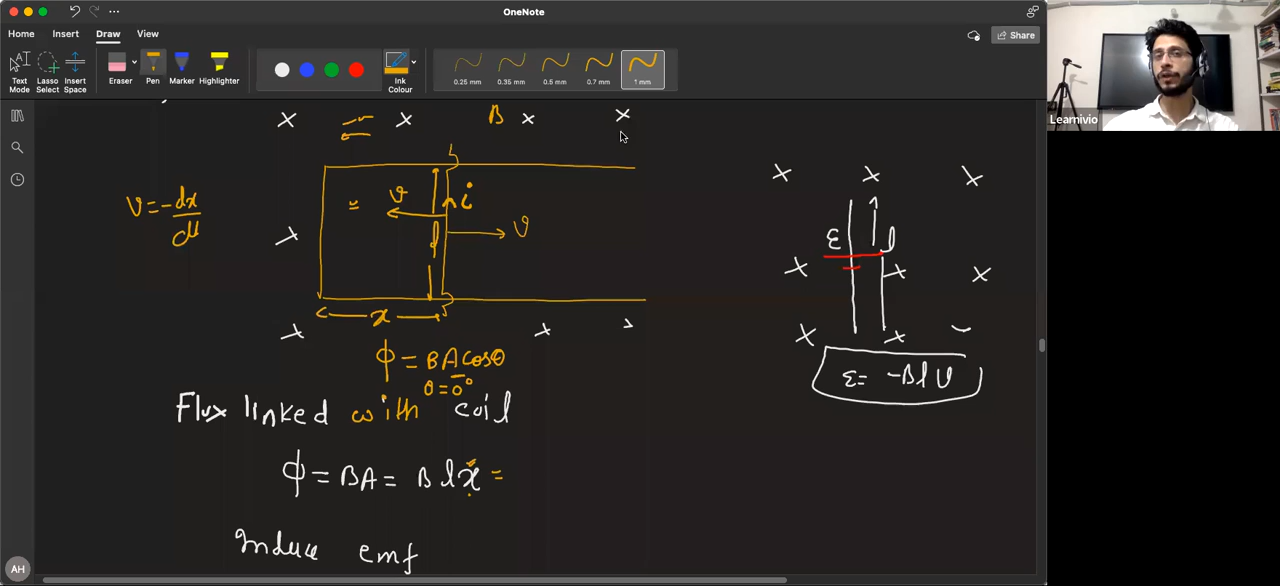 OneNote
Home Insert Draw View
Share
Text Mode
Lasso Select
Insert Space
Eraser
Pen
Marker
Highlighter
Ink Colour
0.25 mm
0.35 mm
0.5 mm
0.7 mm
1 mm
Learnivio
x x B x x
V = -dx/dt
v i
l
v
x
x
x x
x
ϕ = BA cosθ
θ = 0°
Flux linked with coil
ϕ = BA = B l x =
Induce emf
x x x
ε l
x x x
x x
ε = -Blv
AH